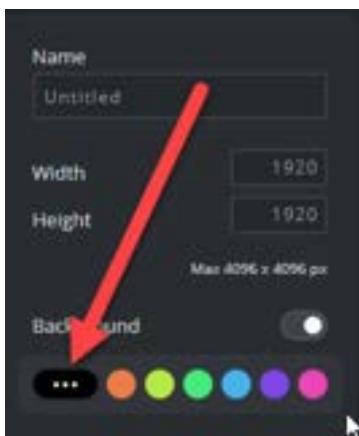 Name
Untitled
Width 1920
Height 1920
Max 4096 x 4096 px
Background